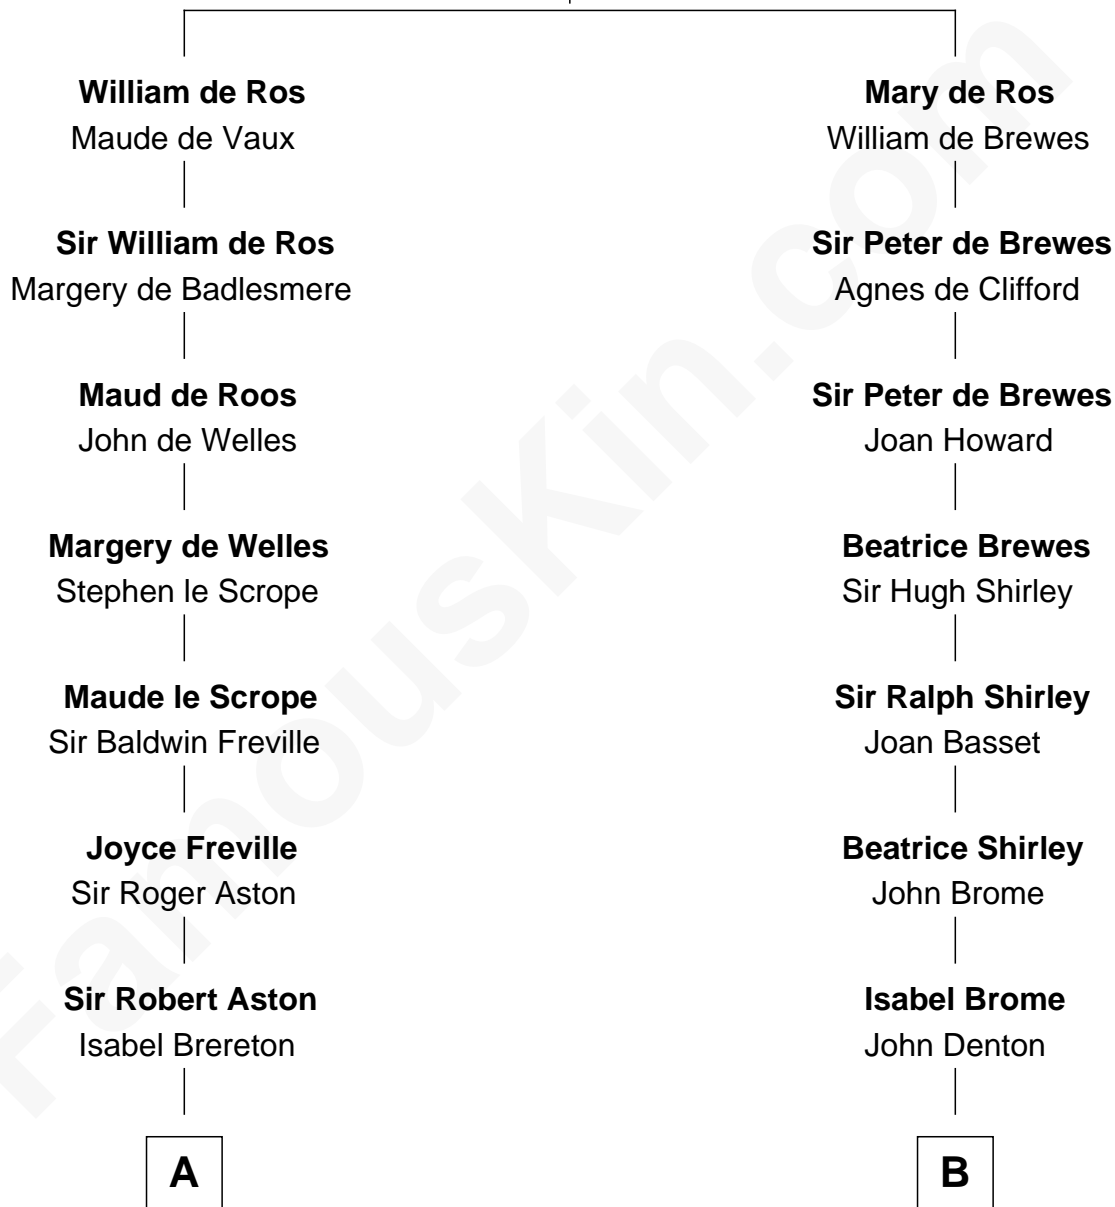 William de Ros
Maude de Vaux
Sir William de Ros
Margery de Badlesmere
Maud de Roos
John de Welles
Margery de Welles
Stephen le Scrope
Maude le Scrope
Sir Baldwin Freville
Joyce Freville
Sir Roger Aston
Sir Robert Aston
Isabel Brereton
A
Mary de Ros
William de Brewes
Sir Peter de Brewes
Agnes de Clifford
Sir Peter de Brewes
Joan Howard
Beatrice Brewes
Sir Hugh Shirley
Sir Ralph Shirley
Joan Basset
Beatrice Shirley
John Brome
Isabel Brome
John Denton
B
FamousKin.com